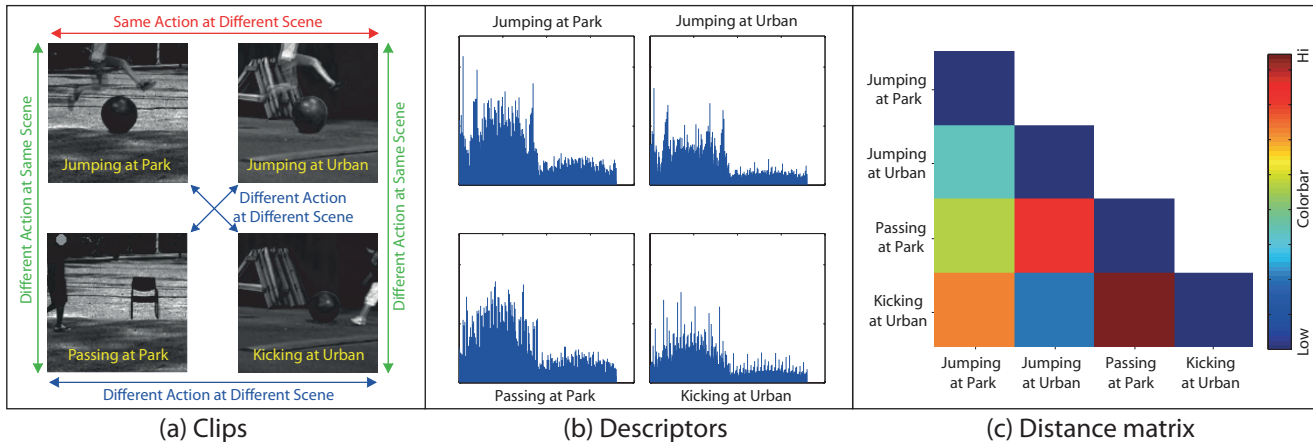 Same Action at Different Scene
Different Action at Same Scene
Jumping at Park
Jumping at Urban
Different Action
at Different Scene
Different Action at Same Scene
Passing at Park
Kicking at Urban
Different Action at Different Scene
(a) Clips
Jumping at Park
Jumping at Urban
Passing at Park
Kicking at Urban
(b) Descriptors
Jumping
at Park
Jumping
at Urban
Passing
at Park
Kicking
at Urban
Jumping
at Park
Jumping
at Urban
Passing
at Park
Kicking
at Urban
Hi
Colorbar
Low
(c) Distance matrix